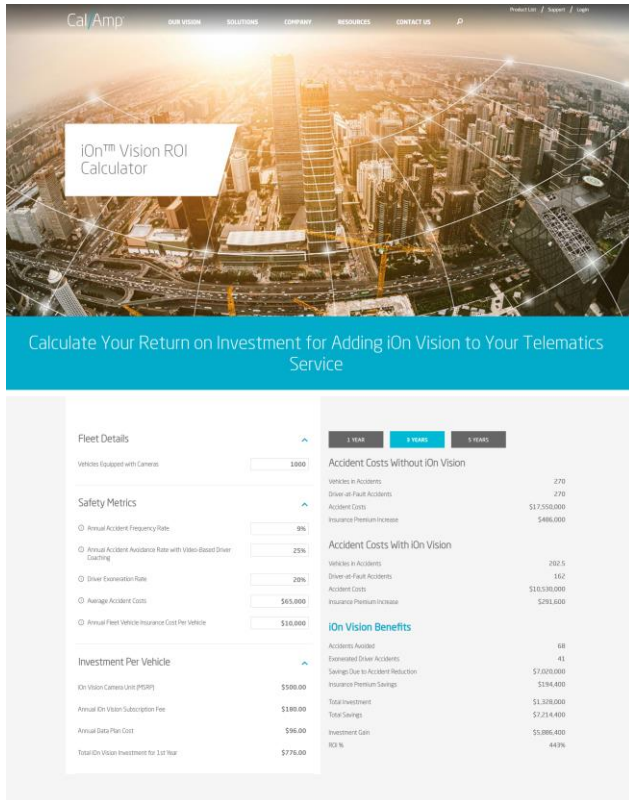 Product List / Support / Login
CalAmp
OUR VISION
SOLUTIONS
COMPANY
RESOURCES
CONTACT US
iOn™ Vision ROI
Calculator
Calculate Your Return on Investment for Adding iOn Vision to Your Telematics
Service
Fleet Details
Vehicles Equipped with Cameras 1000
Safety Metrics
Annual Accident Frequency Rate 9%
Annual Accident Avoidance Rate with Video-Based Driver 25%
Coaching
Driver Exoneration Rate 20%
Average Accident Costs $65,000
Annual Fleet Vehicle Insurance Cost Per Vehicle $10,000
Investment Per Vehicle
iOn Vision Camera Unit (MSRP) $500.00
Annual iOn Vision Subscription Fee $180.00
Annual Data Plan Cost $96.00
Total iOn Vision Investment for 1st Year $776.00
1 YEAR
3 YEARS
5 YEARS
Accident Costs Without iOn Vision
Vehicles in Accidents 270
Driver-at-Fault Accidents 270
Accident Costs $17,550,000
Insurance Premium Increase $486,000
Accident Costs With iOn Vision
Vehicles in Accidents 202.5
Driver-at-Fault Accidents 162
Accident Costs $10,530,000
Insurance Premium Increase $291,600
iOn Vision Benefits
Accidents Avoided 68
Exonerated Driver Accidents 41
Savings Due to Accident Reduction $7,020,000
Insurance Premium Savings $194,400
Total Investment $1,328,000
Total Savings $7,214,400
Investment Gain $5,886,400
ROI % 443%